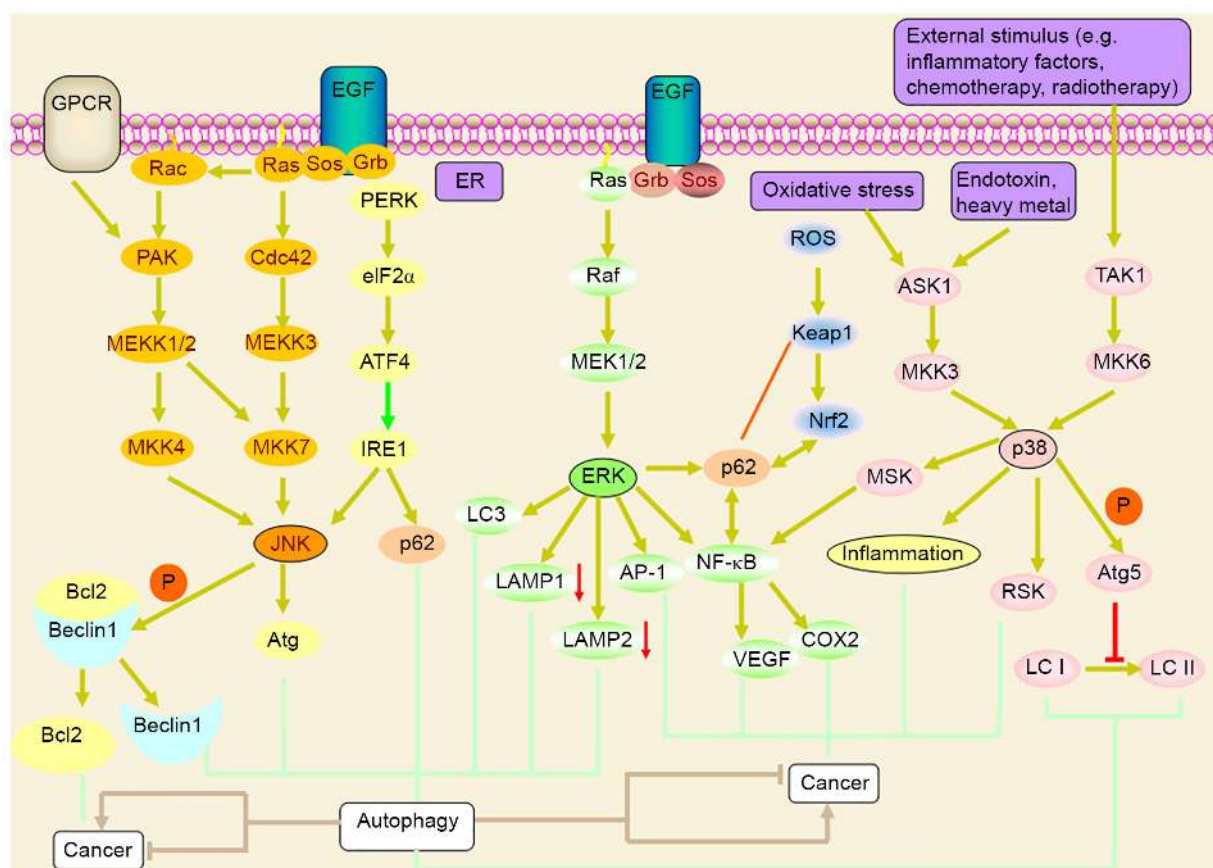 External stimulus (e.g.
inflammatory factors,
chemotherapy, radiotherapy)
GPCR
EGF
EGF
Rac
Ras
Sos
Grb
ER
Ras
Grb
Sos
Oxidative stress
Endotoxin,
heavy metal
PERK
PAK
Cdc42
eIF2α
Raf
ROS
ASK1
TAK1
MEKK1/2
MEKK3
ATF4
MEK1/2
Keap1
MKK3
MKK6
MKK4
MKK7
IRE1
Nrf2
ERK
p62
MSK
p38
LC3
P
JNK
p62
LAMP1
AP-1
NF-κB
Inflammation
RSK
Atg5
P
Bcl2
Beclin1
Atg
LAMP2
VEGF
COX2
LC I
LC II
Bcl2
Beclin1
Cancer
Autophagy
Cancer